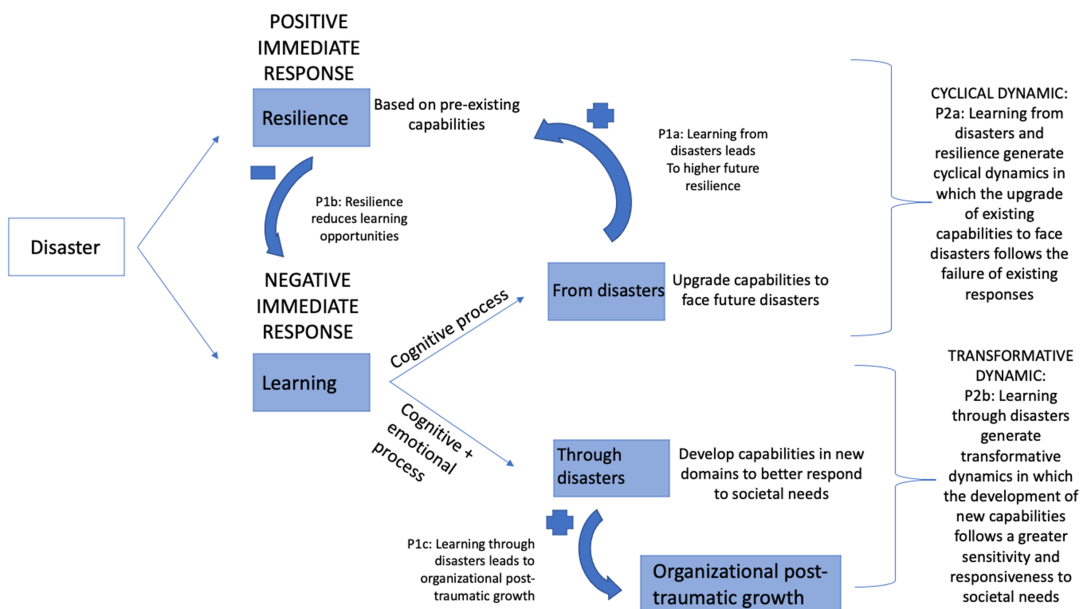 POSITIVE
IMMEDIATE
RESPONSE
Resilience
Based on pre-existing
capabilities
P1a: Learning from
disasters leads
To higher future
resilience
P1b: Resilience
reduces learning
opportunities
Disaster
NEGATIVE
IMMEDIATE
RESPONSE
Learning
Cognitive process
From disasters
Upgrade capabilities to
face future disasters
CYCLICAL DYNAMIC:
P2a: Learning from
disasters and
resilience generate
cyclical dynamics in
which the upgrade
of existing
capabilities to face
disasters follows the
failure of existing
responses
Cognitive +
emotional
process
Through
disasters
Develop capabilities in new
domains to better respond
to societal needs
P1c: Learning through
disasters leads to
organizational post-
traumatic growth
Organizational post-
traumatic growth
TRANSFORMATIVE
DYNAMIC:
P2b: Learning
through disasters
generate
transformative
dynamics in which
the development of
new capabilities
follows a greater
sensitivity and
responsiveness to
societal needs